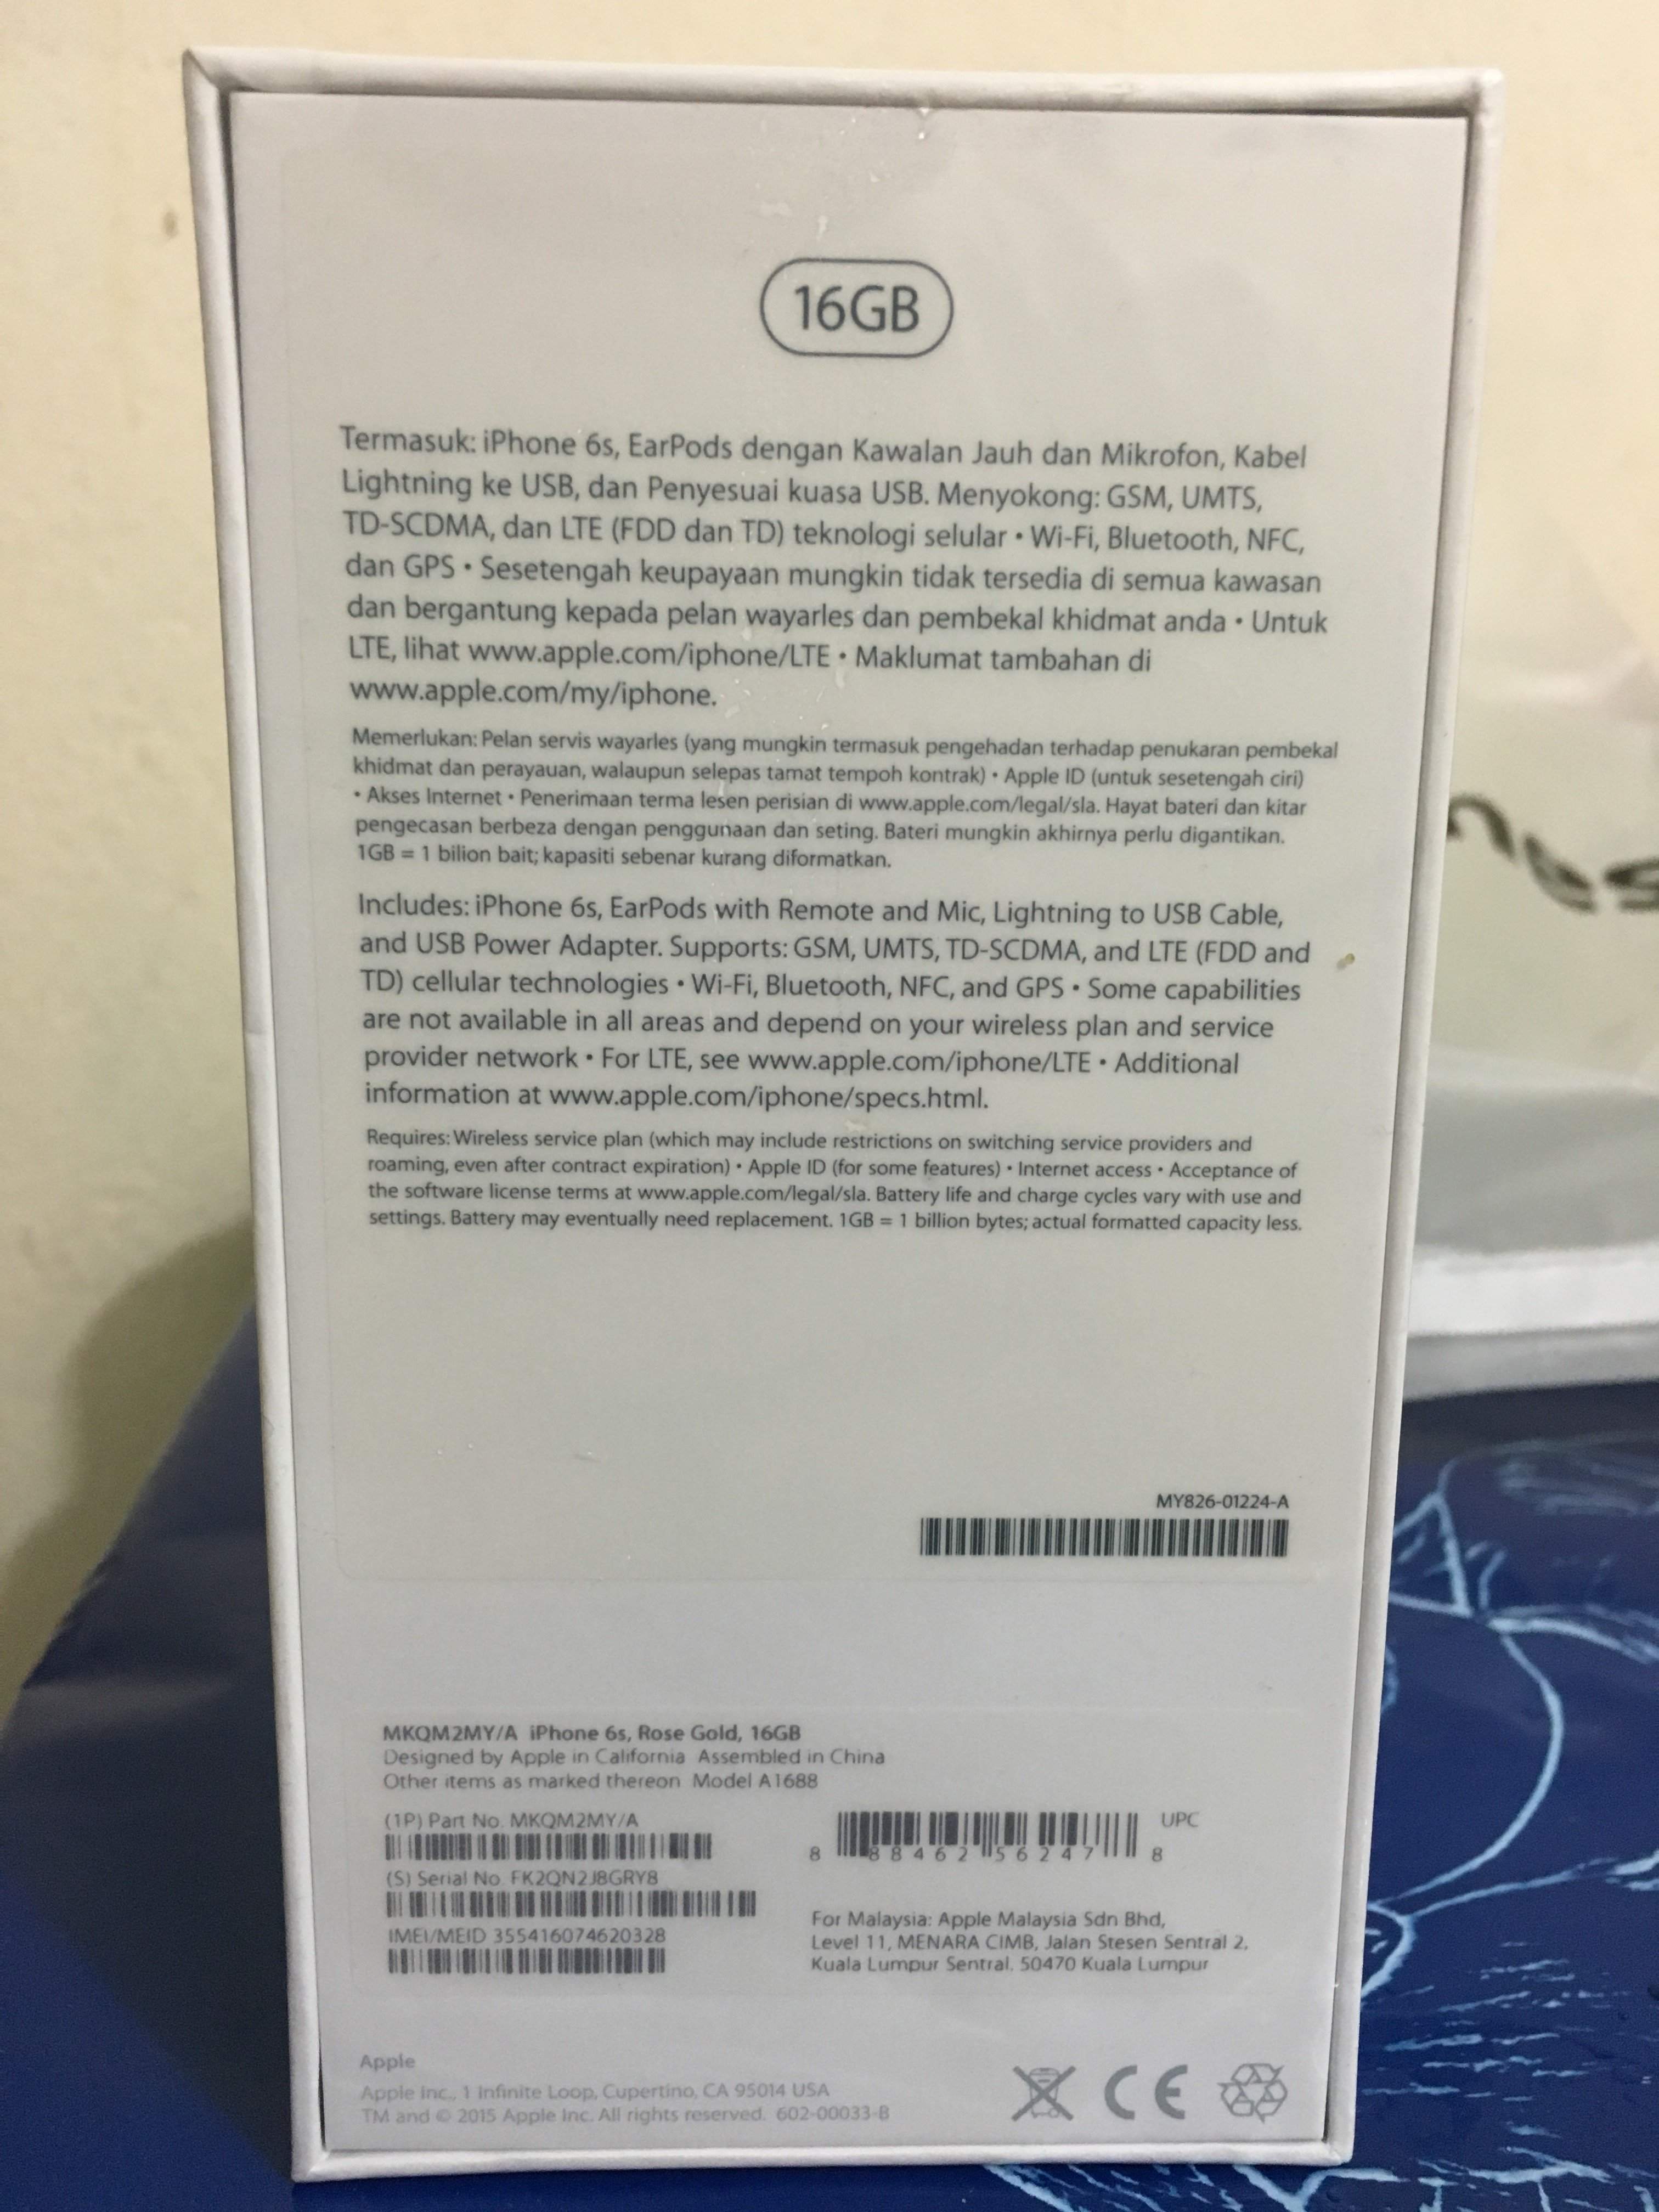 16GB
Termasuk: iPhone 6s, EarPods dengan Kawalan Jauh dan Mikrofon, Kabel
Lightning ke USB, dan Penyesuai kuasa USB. Menyokong: GSM, UMTS,
TD-SCDMA, dan LTE (FDD dan TD) teknologi selular • Wi-Fi, Bluetooth, NFC,
dan GPS • Sesetengah keupayaan mungkin tidak tersedia di semua kawasan
dan bergantung kepada pelan wayarles dan pembekal khidmat anda • Untuk
LTE, lihat www.apple.com/iphone/LTE • Maklumat tambahan di
www.apple.com/my/iphone.
Memerlukan: Pelan servis wayarles (yang mungkin termasuk pengehadan terhadap penukaran pembekal
khidmat dan perayauan, walaupun selepas tamat tempoh kontrak) • Apple ID (untuk sesetengah ciri)
• Akses Internet • Penerimaan terma lesen perisian di www.apple.com/legal/sla. Hayat bateri dan kitar
pengecasan berbeza dengan penggunaan dan seting. Bateri mungkin akhirnya perlu digantikan.
1GB = 1 bilion bait; kapasiti sebenar kurang diformatkan.
Includes: iPhone 6s, EarPods with Remote and Mic, Lightning to USB Cable,
and USB Power Adapter. Supports: GSM, UMTS, TD-SCDMA, and LTE (FDD and
TD) cellular technologies • Wi-Fi, Bluetooth, NFC, and GPS • Some capabilities
are not available in all areas and depend on your wireless plan and service
provider network • For LTE, see www.apple.com/iphone/LTE • Additional
information at www.apple.com/iphone/specs.html.
Requires: Wireless service plan (which may include restrictions on switching service providers and
roaming, even after contract expiration) • Apple ID (for some features) • Internet access • Acceptance of
the software license terms at www.apple.com/legal/sla. Battery life and charge cycles vary with use and
settings. Battery may eventually need replacement. 1GB = 1 billion bytes; actual formatted capacity less.
MY826-01224-A
MKQM2MY/A iPhone 6s, Rose Gold, 16GB
Designed by Apple in California Assembled in China
Other items as marked thereon Model A1688
(1P) Part No. MKQM2MY/A
(S) Serial No. FK2QN2J8GRY8
IMEI/MEID 355416074620328
UPC
8 88462 56247 8
For Malaysia: Apple Malaysia Sdn Bhd,
Level 11, MENARA CIMB, Jalan Stesen Sentral 2,
Kuala Lumpur Sentral, 50470 Kuala Lumpur
Apple
Apple Inc., 1 Infinite Loop, Cupertino, CA 95014 USA
TM and © 2015 Apple Inc. All rights reserved. 602-00033-B
CE